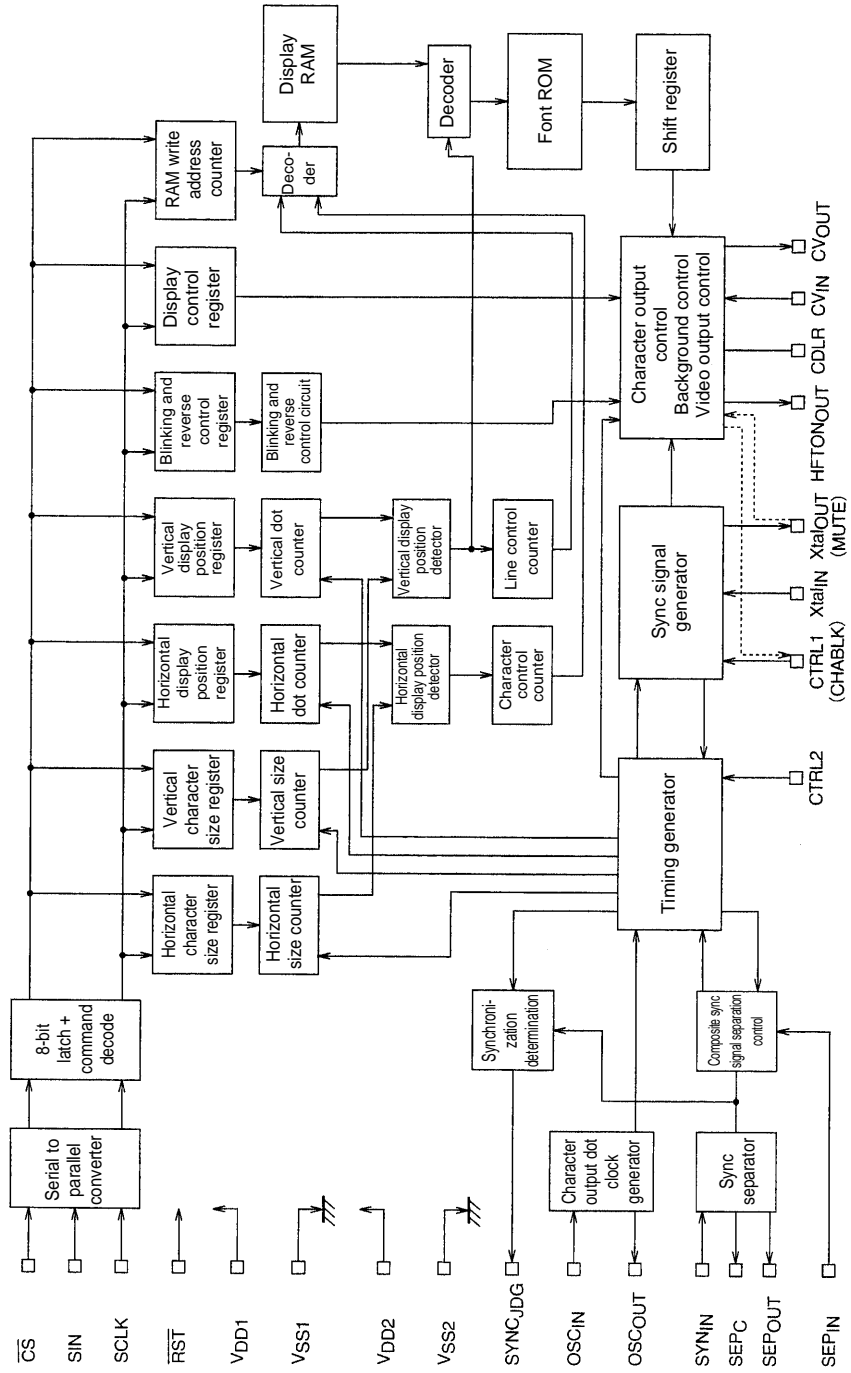 CS
SIN
SCLK
RST
VDD1
VSS1
VDD2
VSS2
SYNCJDG
OSCIN
OSCOUT
SYNIN
SEPC
SEPOUT
SEPIN
Serial to
parallel
converter
8-bit
latch +
command
decode
Horizontal
character
size register
Vertical
character
size register
Horizontal
display
position
register
Vertical
display
position
register
Blinking and
reverse
control
register
Display
control
register
RAM write
address
counter
Horizontal
size counter
Vertical size
counter
Horizontal
dot counter
Vertical dot
counter
Blinking and
reverse
control circuit
Deco-
der
Display
RAM
Horizontal
display position
detector
Vertical display
position
detector
Decoder
Character
control
counter
Line control
counter
Font ROM
Synchroni-
zation
determination
Character
output dot
clock
generator
Sync
separator
Composite sync
signal separation
control
Timing generator
Sync signal
generator
Character output
control
Background control
Video output control
Shift register
CTRL2
CTRL1
(CHABLK)
XtalIN
XtalOUT
(MUTE)
HFTONOUT
CDLR
CVIN
CVOUT